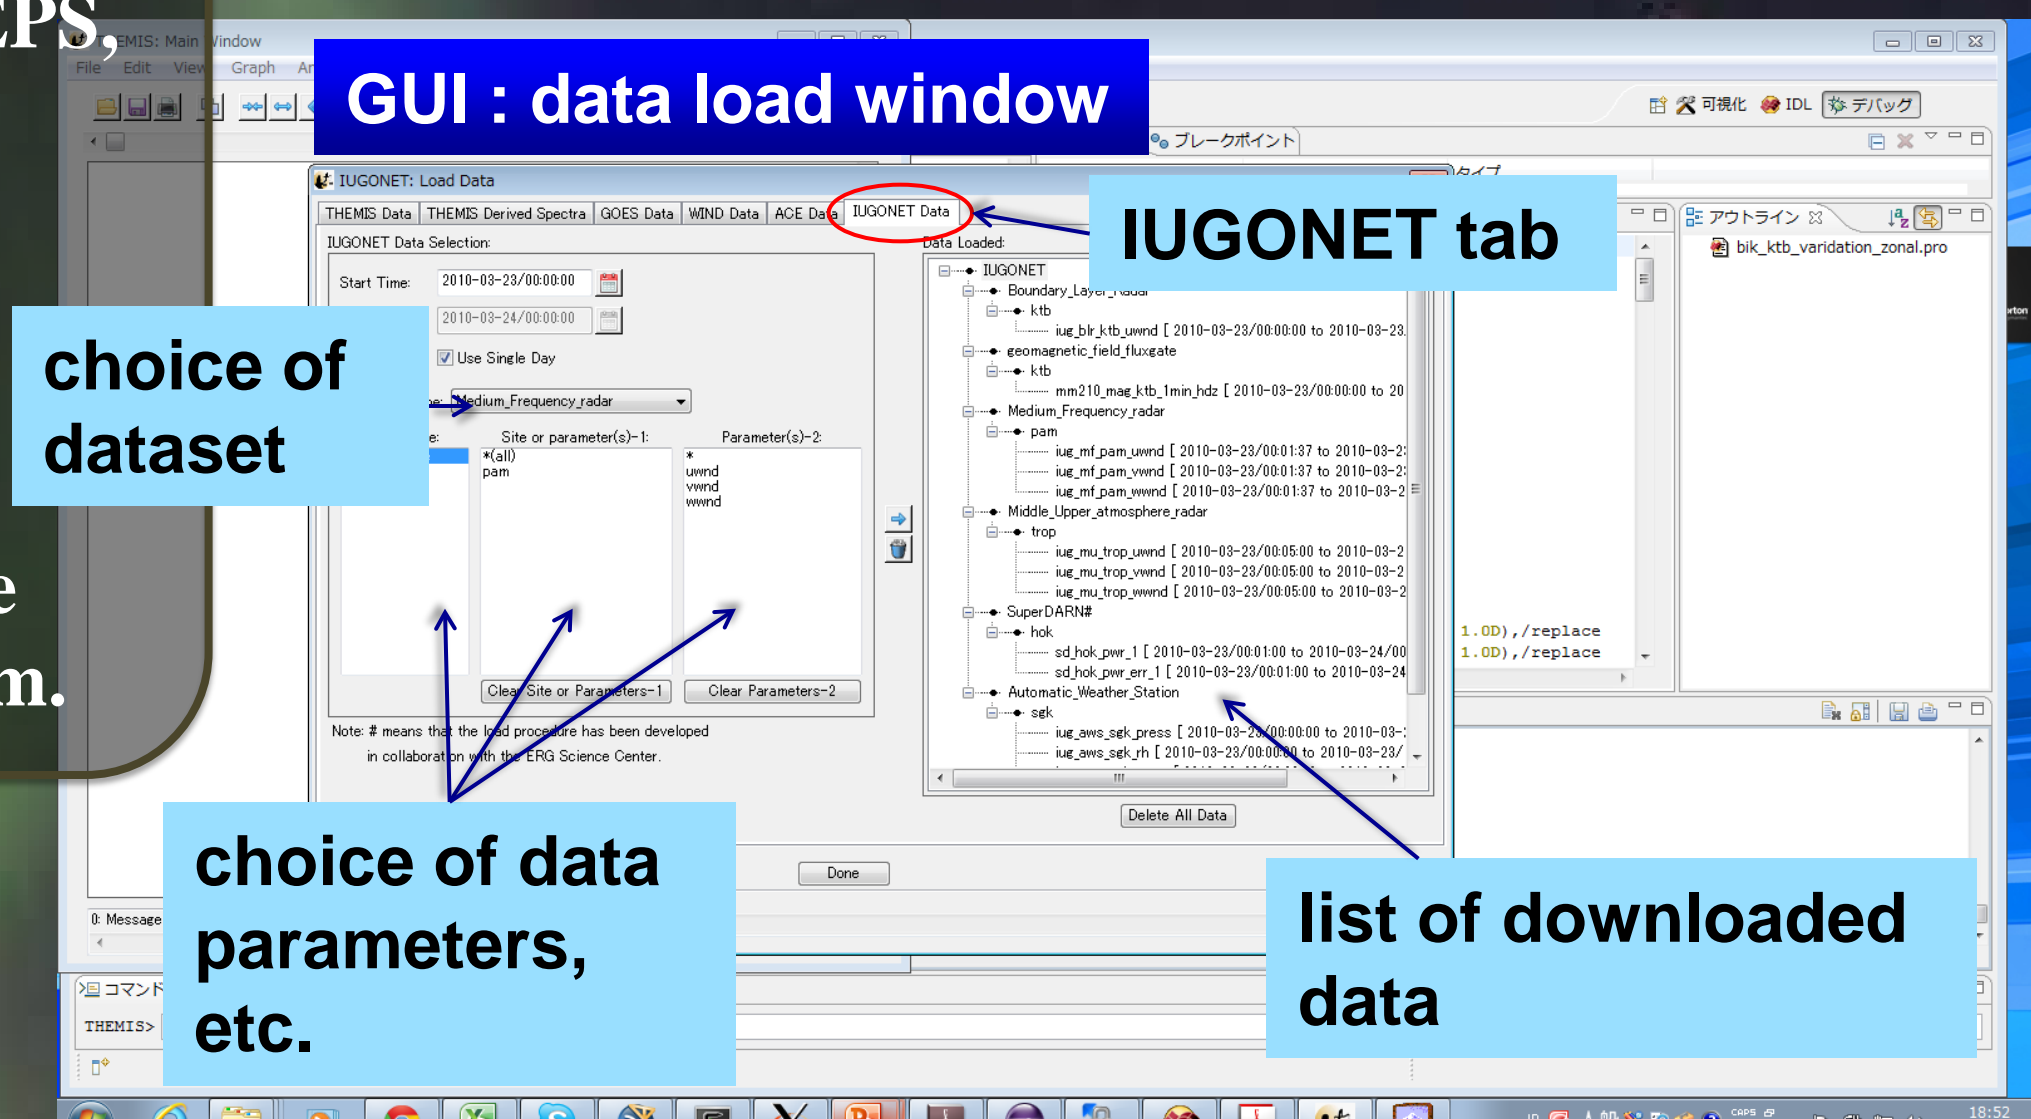 EPS,
e
m.
GUI : data load window
IUGONET tab
choice of
dataset
choice of data
parameters,
etc.
list of downloaded
data
THEMIS: Main Window
File Edit View Graph
可視化 IDL デバッグ
ブレークポイント
タイプ
アウトライン
bik_ktb_varidation_zonal.pro
IUGONET: Load Data
THEMIS Data THEMIS Derived Spectra GOES Data WIND Data ACE Data IUGONET Data
IUGONET Data Selection:
Start Time: 2010-03-23/00:00:00
2010-03-24/00:00:00
Use Single Day
Medium_Frequency_radar
Site or parameter(s)-1: Parameter(s)-2:
*(all)
pam
*
uwnd
vwnd
wwnd
Clear Site or Parameters-1 Clear Parameters-2
Note: # means that the load procedure has been developed
in collaboration with the ERG Science Center.
Data Loaded:
IUGONET
Boundary_Layer_Radar
ktb
iug_blr_ktb_uwnd [ 2010-03-23/00:00:00 to 2010-03-23.
geomagnetic_field_fluxgate
ktb
mm210_mag_ktb_1min_hdz [ 2010-03-23/00:00:00 to 20
Medium_Frequency_radar
pam
iug_mf_pam_uwnd [ 2010-03-23/00:01:37 to 2010-03-2
iug_mf_pam_vwnd [ 2010-03-23/00:01:37 to 2010-03-2
iug_mf_pam_wwnd [ 2010-03-23/00:01:37 to 2010-03-2
Middle_Upper_atmosphere_radar
trop
iug_mu_trop_uwnd [ 2010-03-23/00:05:00 to 2010-03-2
iug_mu_trop_vwnd [ 2010-03-23/00:05:00 to 2010-03-2
iug_mu_trop_wwnd [ 2010-03-23/00:05:00 to 2010-03-2
SuperDARN#
hok
sd_hok_pwr_1 [ 2010-03-23/00:01:00 to 2010-03-24/00
sd_hok_pwr_err_1 [ 2010-03-23/00:01:00 to 2010-03-24
Automatic_Weather_Station
sgk
iug_aws_sgk_press [ 2010-03-23/00:00:00 to 2010-03-
iug_aws_sgk_rh [ 2010-03-23/00:00:00 to 2010-03-23/
Delete All Data
Done
1.0D),/replace
1.0D),/replace
0: Message
コマンド
THEMIS>
CAPS
18:52